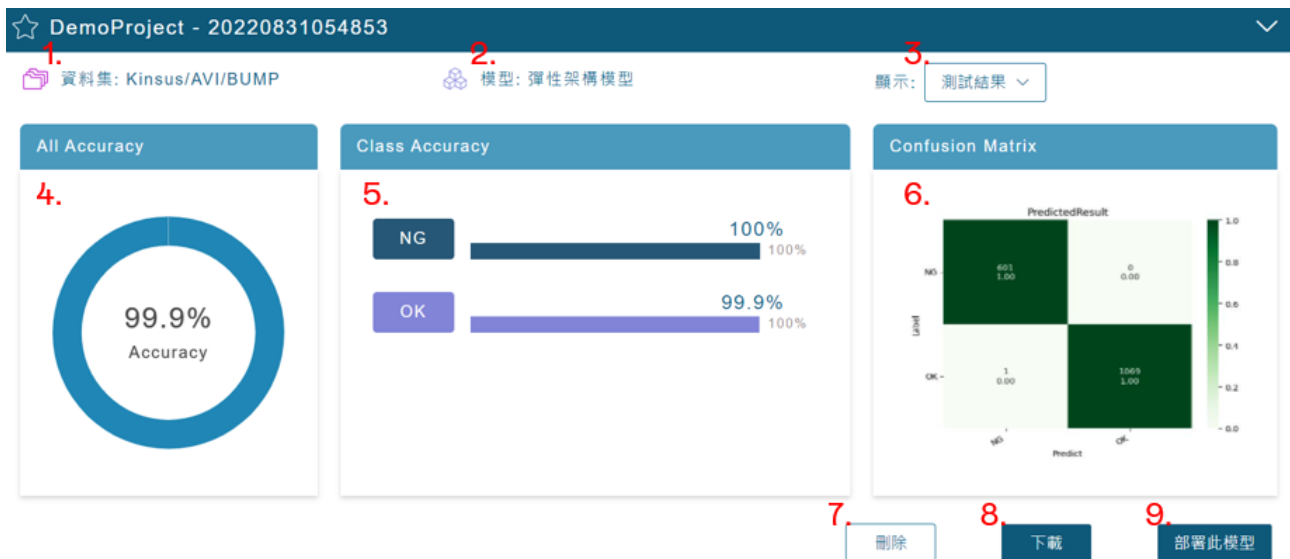 DemoProject - 20220831054853
1.
2.
3.
資料集: Kinsus/AVI/BUMP
模型: 彈性架構模型
顯示: 測試結果
All Accuracy
4.
99.9%
Accuracy
Class Accuracy
5.
NG
100%
100%
OK
99.9%
100%
Confusion Matrix
6.
PredictedResult
NG
601
1.00
0
0.00
Label
OK
1
0.00
1069
1.00
NG
OK
Predict
1.0
0.8
0.6
0.4
0.2
0.0
7.
刪除
8.
下載
9.
部署此模型